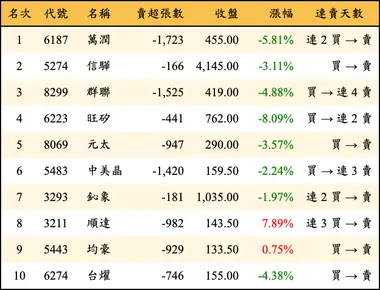 名次 代號 名稱 賣超張數 收盤 漲幅 連賣天數
1 6187 萬潤 -1,723 455.00 -5.81% 連 2 買 → 賣
2 5274 信驊 -166 4,145.00 -3.11% 買 → 賣
3 8299 群聯 -1,525 419.00 -4.88% 買 → 連 4 賣
4 6223 旺矽 -441 762.00 -8.09% 買 → 連 2 賣
5 8069 元太 -947 290.00 -3.57% 買 → 賣
6 5483 中美晶 -1,420 159.50 -2.24% 買 → 連 3 賣
7 3293 鈊象 -181 1,035.00 -1.97% 連 2 買 → 賣
8 3211 順達 -982 143.50 7.89% 連 3 買 → 賣
9 5443 均豪 -929 133.50 0.75% 買 → 賣
10 6274 台燿 -746 155.00 -4.38% 買 → 賣